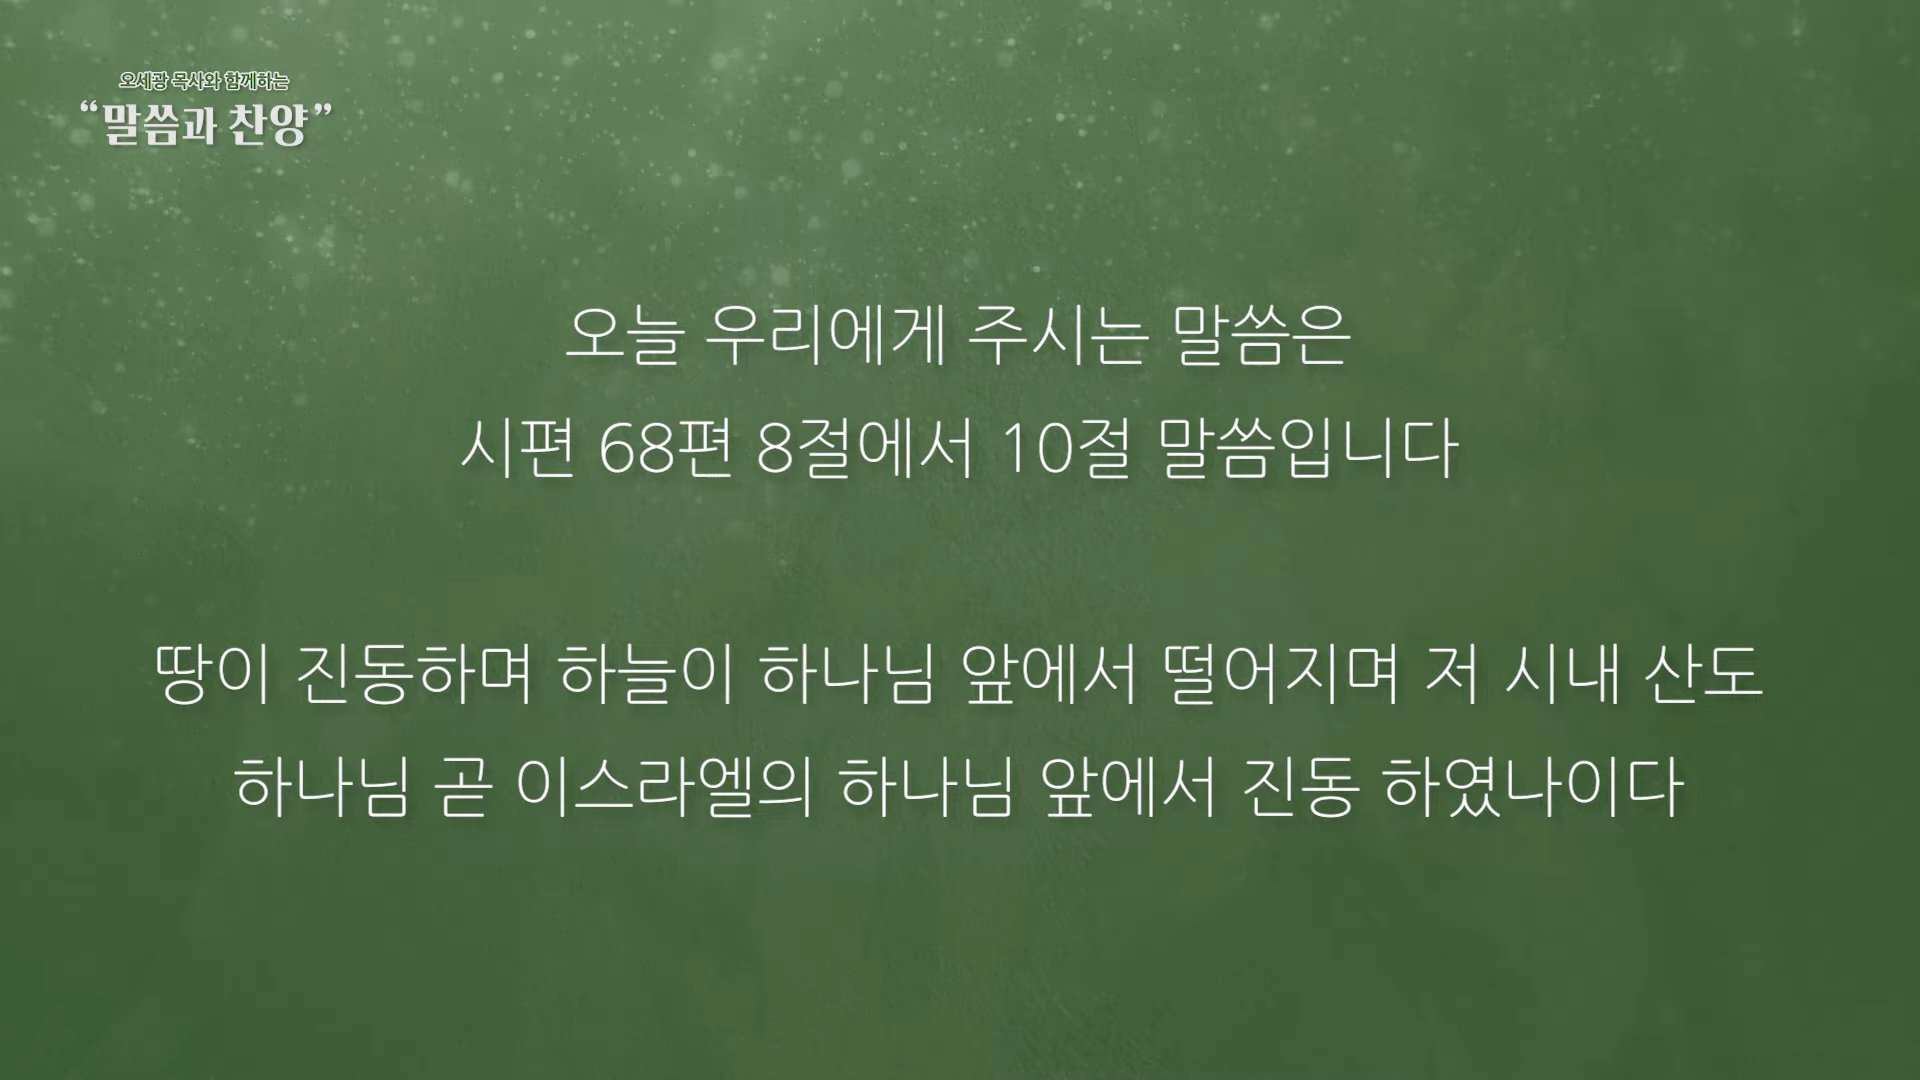 오세광 목사와 함께하는
“말씀과 찬양”
오늘 우리에게 주시는 말씀은
시편 68편 8절에서 10절 말씀입니다
땅이 진동하며 하늘이 하나님 앞에서 떨어지며 저 시내 산도
하나님 곧 이스라엘의 하나님 앞에서 진동 하였나이다